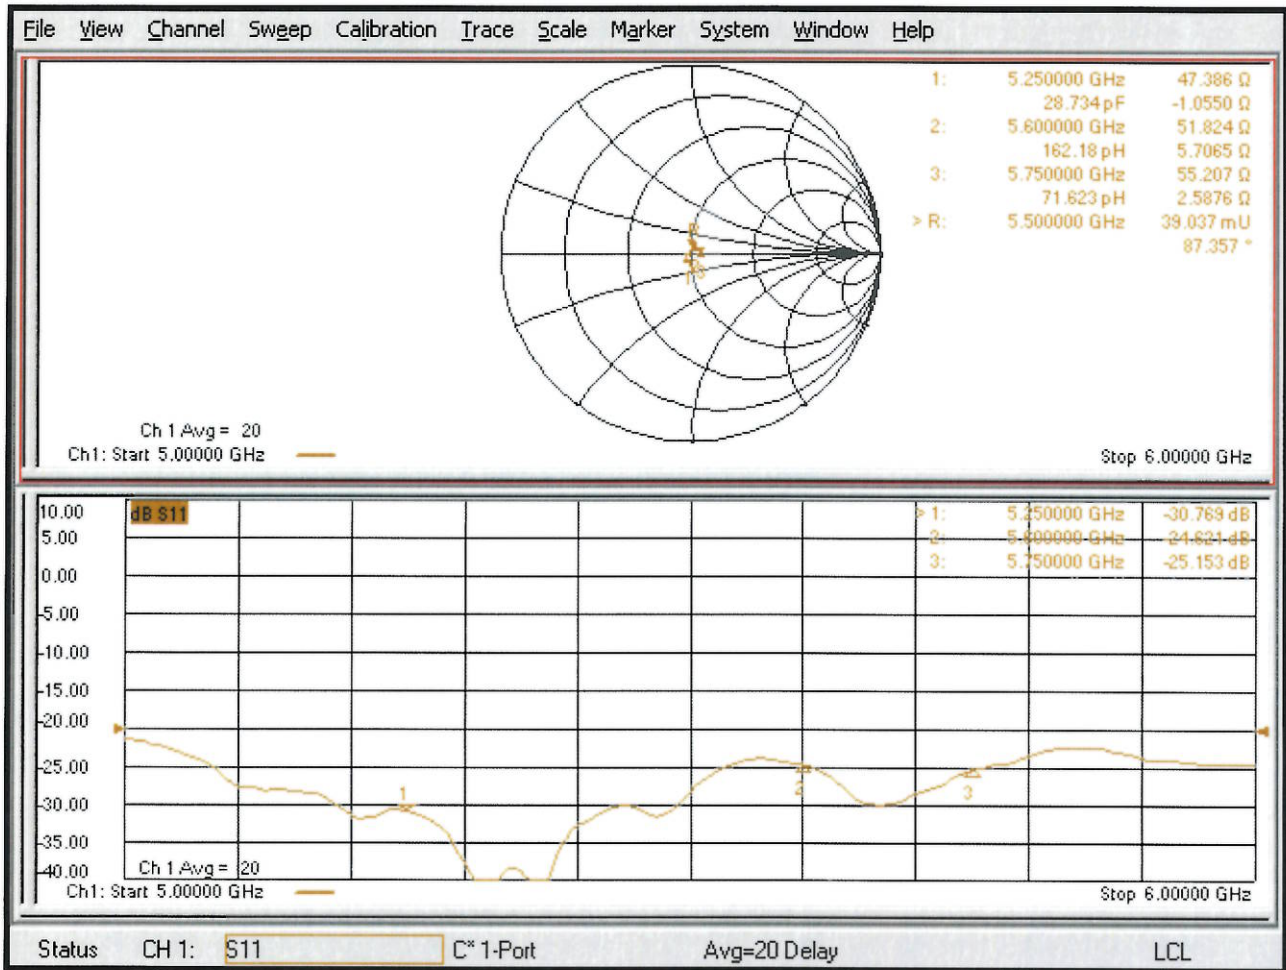 File View Channel Sweep Calibration Trace Scale Marker System Window Help
1: 5.250000 GHz 47.386 Ω
28.734 pF -1.0550 Ω
2: 5.600000 GHz 51.824 Ω
162.18 pH 5.7065 Ω
3: 5.750000 GHz 55.207 Ω
71.623 pH 2.5876 Ω
> R: 5.500000 GHz 39.037 mU
87.357 °
Ch 1 Avg = 20
Ch1: Start 5.00000 GHz
Stop 6.00000 GHz
10.00
5.00
0.00
-5.00
-10.00
-15.00
-20.00
-25.00
-30.00
-35.00
-40.00
dB S11
> 1: 5.250000 GHz -30.769 dB
2: 5.600000 GHz -24.621 dB
3: 5.750000 GHz -25.153 dB
1
2
3
Ch 1 Avg = 20
Ch1: Start 5.00000 GHz
Stop 6.00000 GHz
Status CH 1: S11 C* 1-Port Avg=20 Delay LCL